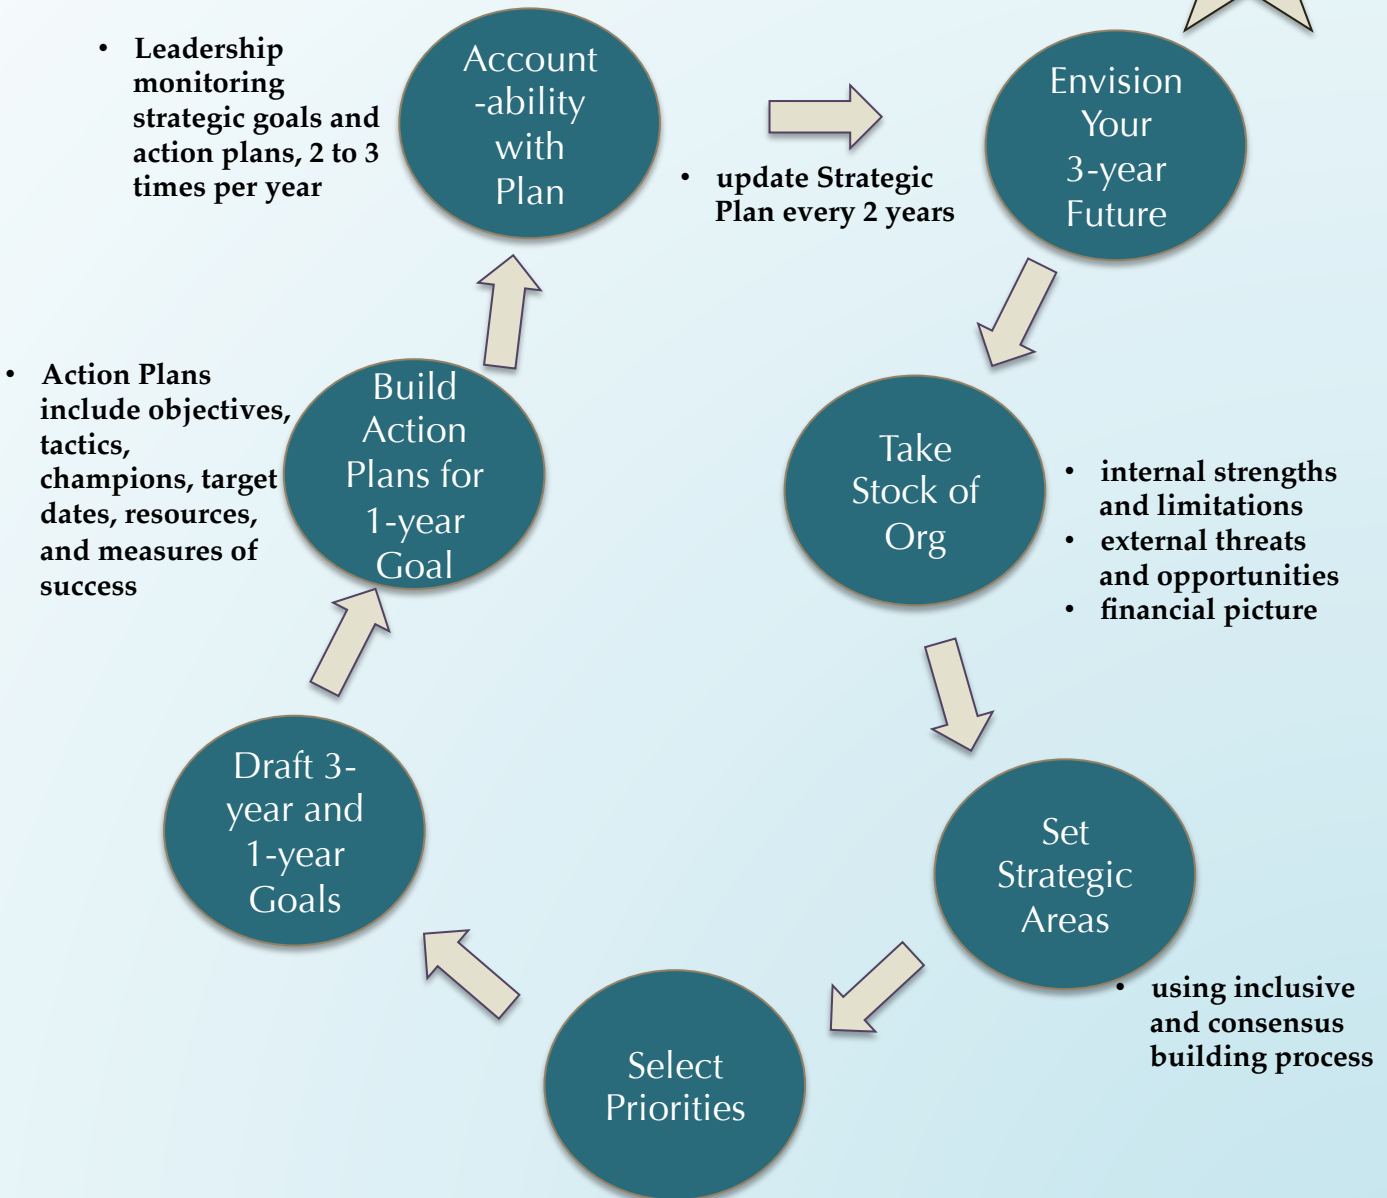 • Leadership
monitoring
strategic goals and
action plans, 2 to 3
times per year
Account
-ability
with
Plan
• update Strategic
Plan every 2 years
Envision
Your
3-year
Future
Take
Stock of
Org
• internal strengths
and limitations
• external threats
and opportunities
• financial picture
Set
Strategic
Areas
• using inclusive
and consensus
building process
Select
Priorities
Draft 3-
year and
1-year
Goals
Build
Action
Plans for
1-year
Goal
• Action Plans
include objectives,
tactics,
champions, target
dates, resources,
and measures of
success